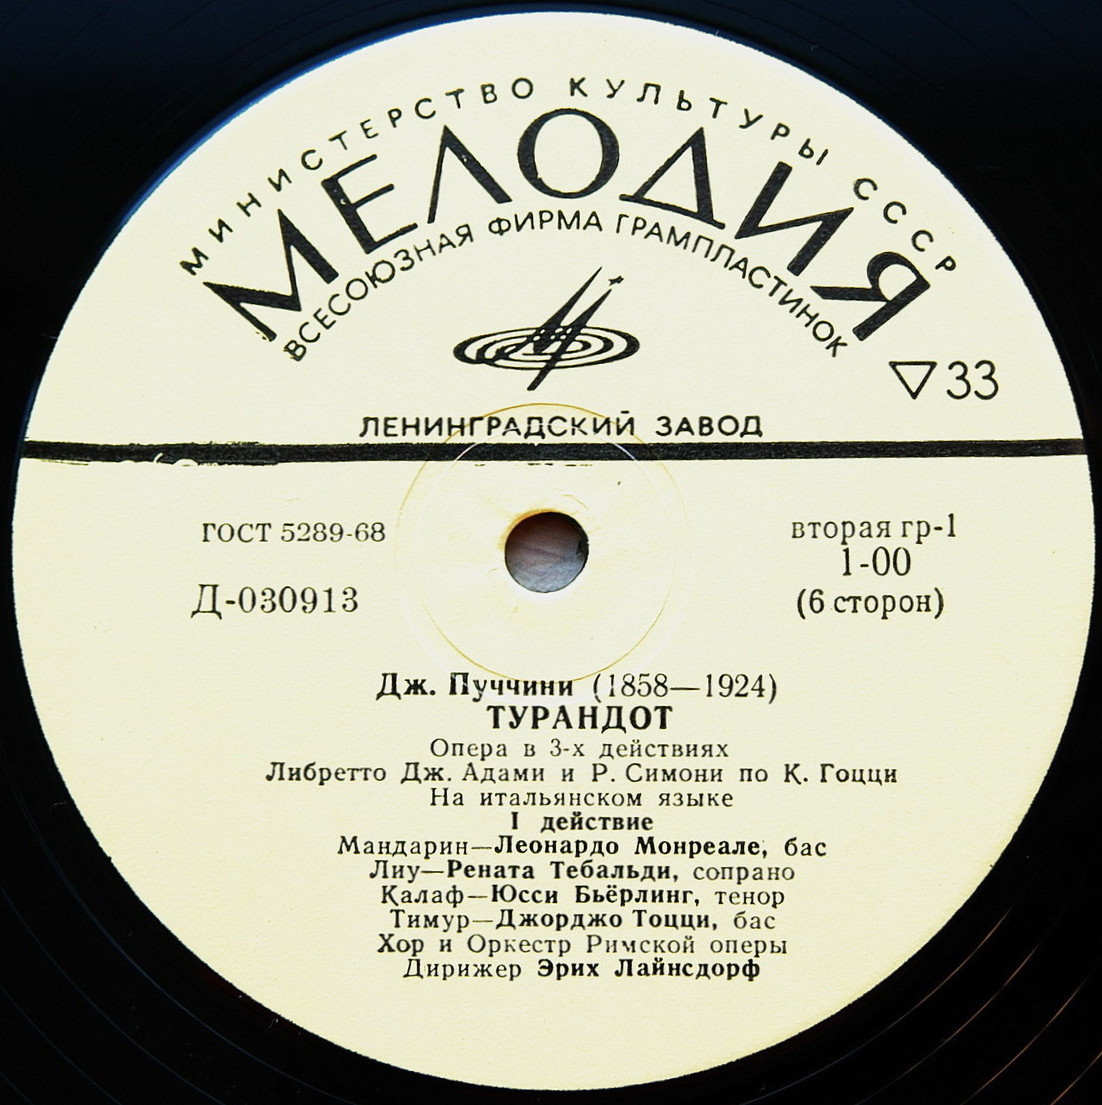 МИНИСТЕРСТВО КУЛЬТУРЫ СССР
МЕЛОДИЯ
ВСЕСОЮЗНАЯ ФИРМА ГРАМПЛАСТИНОК
▽33
ЛЕНИНГРАДСКИЙ ЗАВОД
ГОСТ 5289-68
вторая гр-1
1-00
Д-030913
(6 сторон)
Дж. Пуччини (1858—1924)
ТУРАНДОТ
Опера в 3-х действиях
Либретто Дж. Адами и Р. Симони по К. Гоцци
На итальянском языке
I действие
Мандарин—Леонардо Монреале, бас
Лиу—Рената Тебальди, сопрано
Калаф—Юсси Бьёрлинг, тенор
Тимур—Джорджо Тоцци, бас
Хор и Оркестр Римской оперы
Дирижер Эрих Лайнсдорф